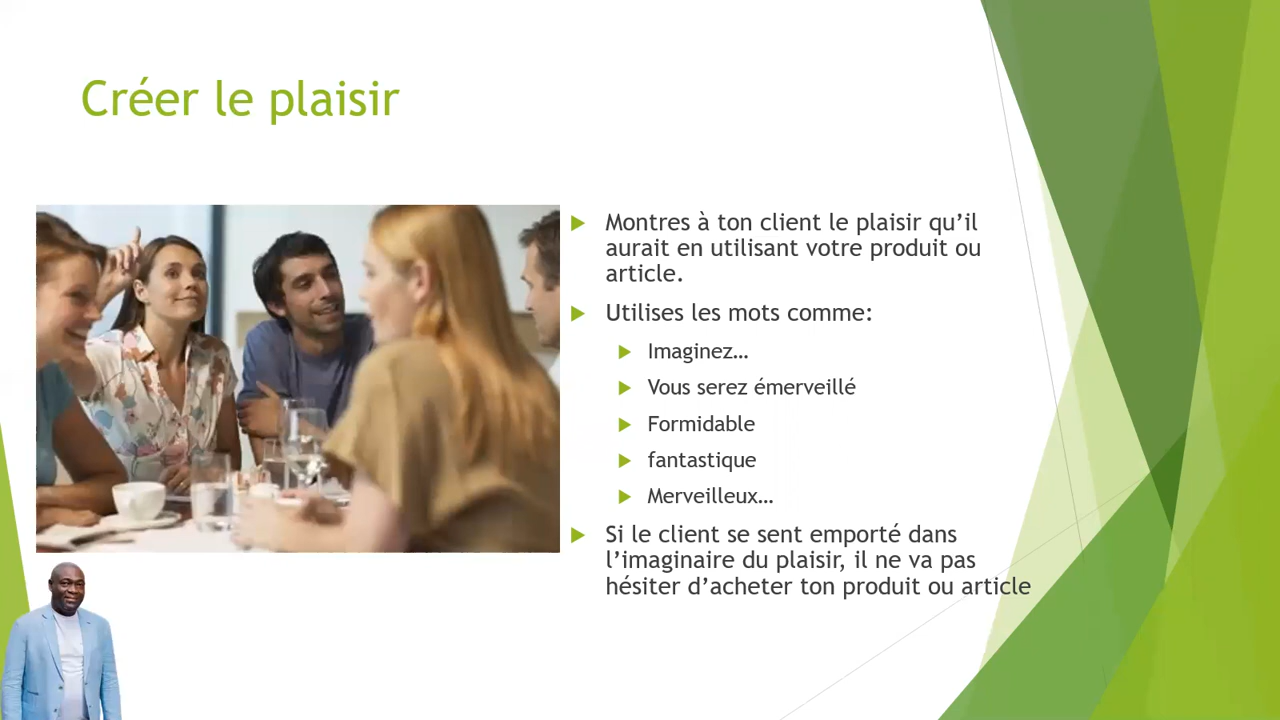 Créer le plaisir
Montres à ton client le plaisir qu’il
aurait en utilisant votre produit ou
article.
Utilises les mots comme:
Imaginez…
Vous serez émerveillé
Formidable
fantastique
Merveilleux…
Si le client se sent emporté dans
l’imaginaire du plaisir, il ne va pas
hésiter d’acheter ton produit ou article